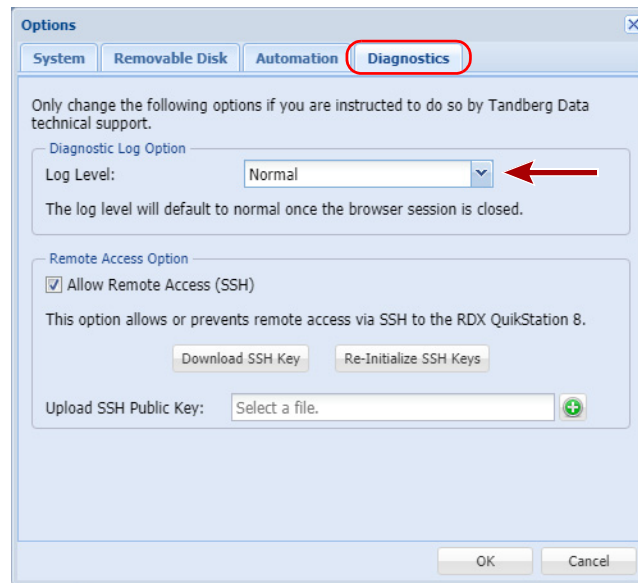 Options
System
Removable Disk
Automation
Diagnostics
Only change the following options if you are instructed to do so by Tandberg Data
technical support.
Diagnostic Log Option
Log Level:
Normal
The log level will default to normal once the browser session is closed.
Remote Access Option
Allow Remote Access (SSH)
This option allows or prevents remote access via SSH to the RDX QuikStation 8.
Download SSH Key
Re-Initialize SSH Keys
Upload SSH Public Key:
Select a file.
OK
Cancel